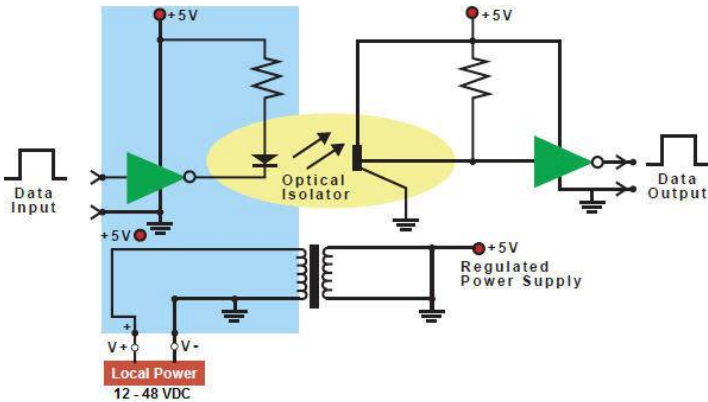 +5V
+5V
Data
Input
Optical
Isolator
Data
Output
+5V
+5V
Regulated
Power Supply
+
V+
V-
Local Power
12 - 48 VDC